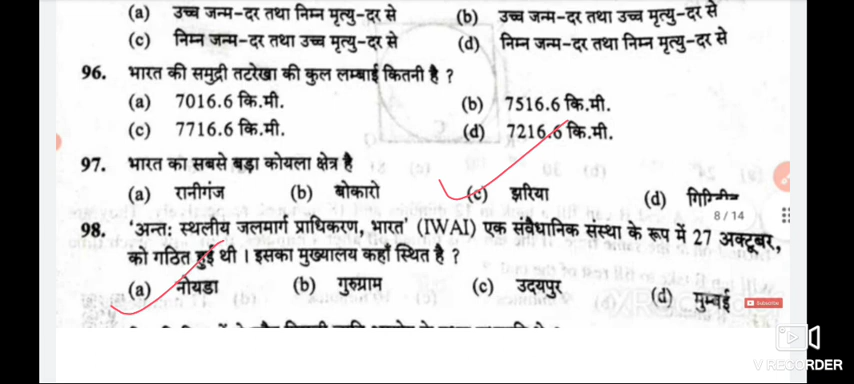 (a) उच्च जन्म-दर तथा निम्न मृत्यु-दर से (b) उच्च जन्म-दर तथा उच्च मृत्यु-दर से
(c) निम्न जन्म-दर तथा उच्च मृत्यु-दर से (d) निम्न जन्म-दर तथा निम्न मृत्यु-दर से
96. भारत की समुद्री तटरेखा की कुल लम्बाई कितनी है ?
(a) 7016.6 कि.मी. (b) 7516.6 कि.मी.
(c) 7716.6 कि.मी. (d) 7216.6 कि.मी.
97. भारत का सबसे बड़ा कोयला क्षेत्र है
(a) रानीगंज (b) बोकारो (c) झरिया (d)
8/14
98. 'अन्तः स्थलीय जलमार्ग प्राधिकरण, भारत' (IWAI) एक संवैधानिक संस्था के रूप में 27 अक्टूबर,
को गठित हुई थी । इसका मुख्यालय कहाँ स्थित है ?
(a) नोयडा (b) गुरुग्राम (c) उदयपुर (d) मुम्बई
SUBSCRIBE
V RECORDER